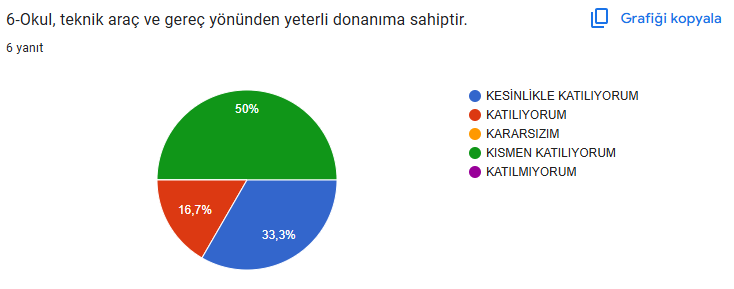 6-Okul, teknik araç ve gereç yönünden yeterli donanıma sahiptir.
Grafiği kopyala
6 yanıt
50%
16,7%
33,3%
KESİNLİKLE KATILIYORUM
KATILIYORUM
KARARSIZIM
KISMEN KATILIYORUM
KATILMIYORUM